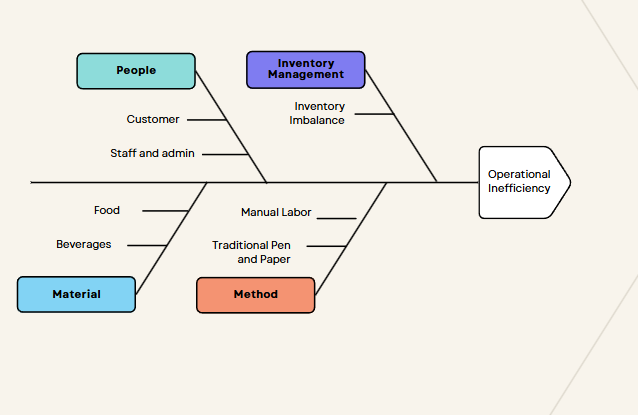 People
Inventory
Management
Customer
Inventory
Imbalance
Staff and admin
Operational
Inefficiency
Food
Manual Labor
Beverages
Traditional Pen
and Paper
Material
Method